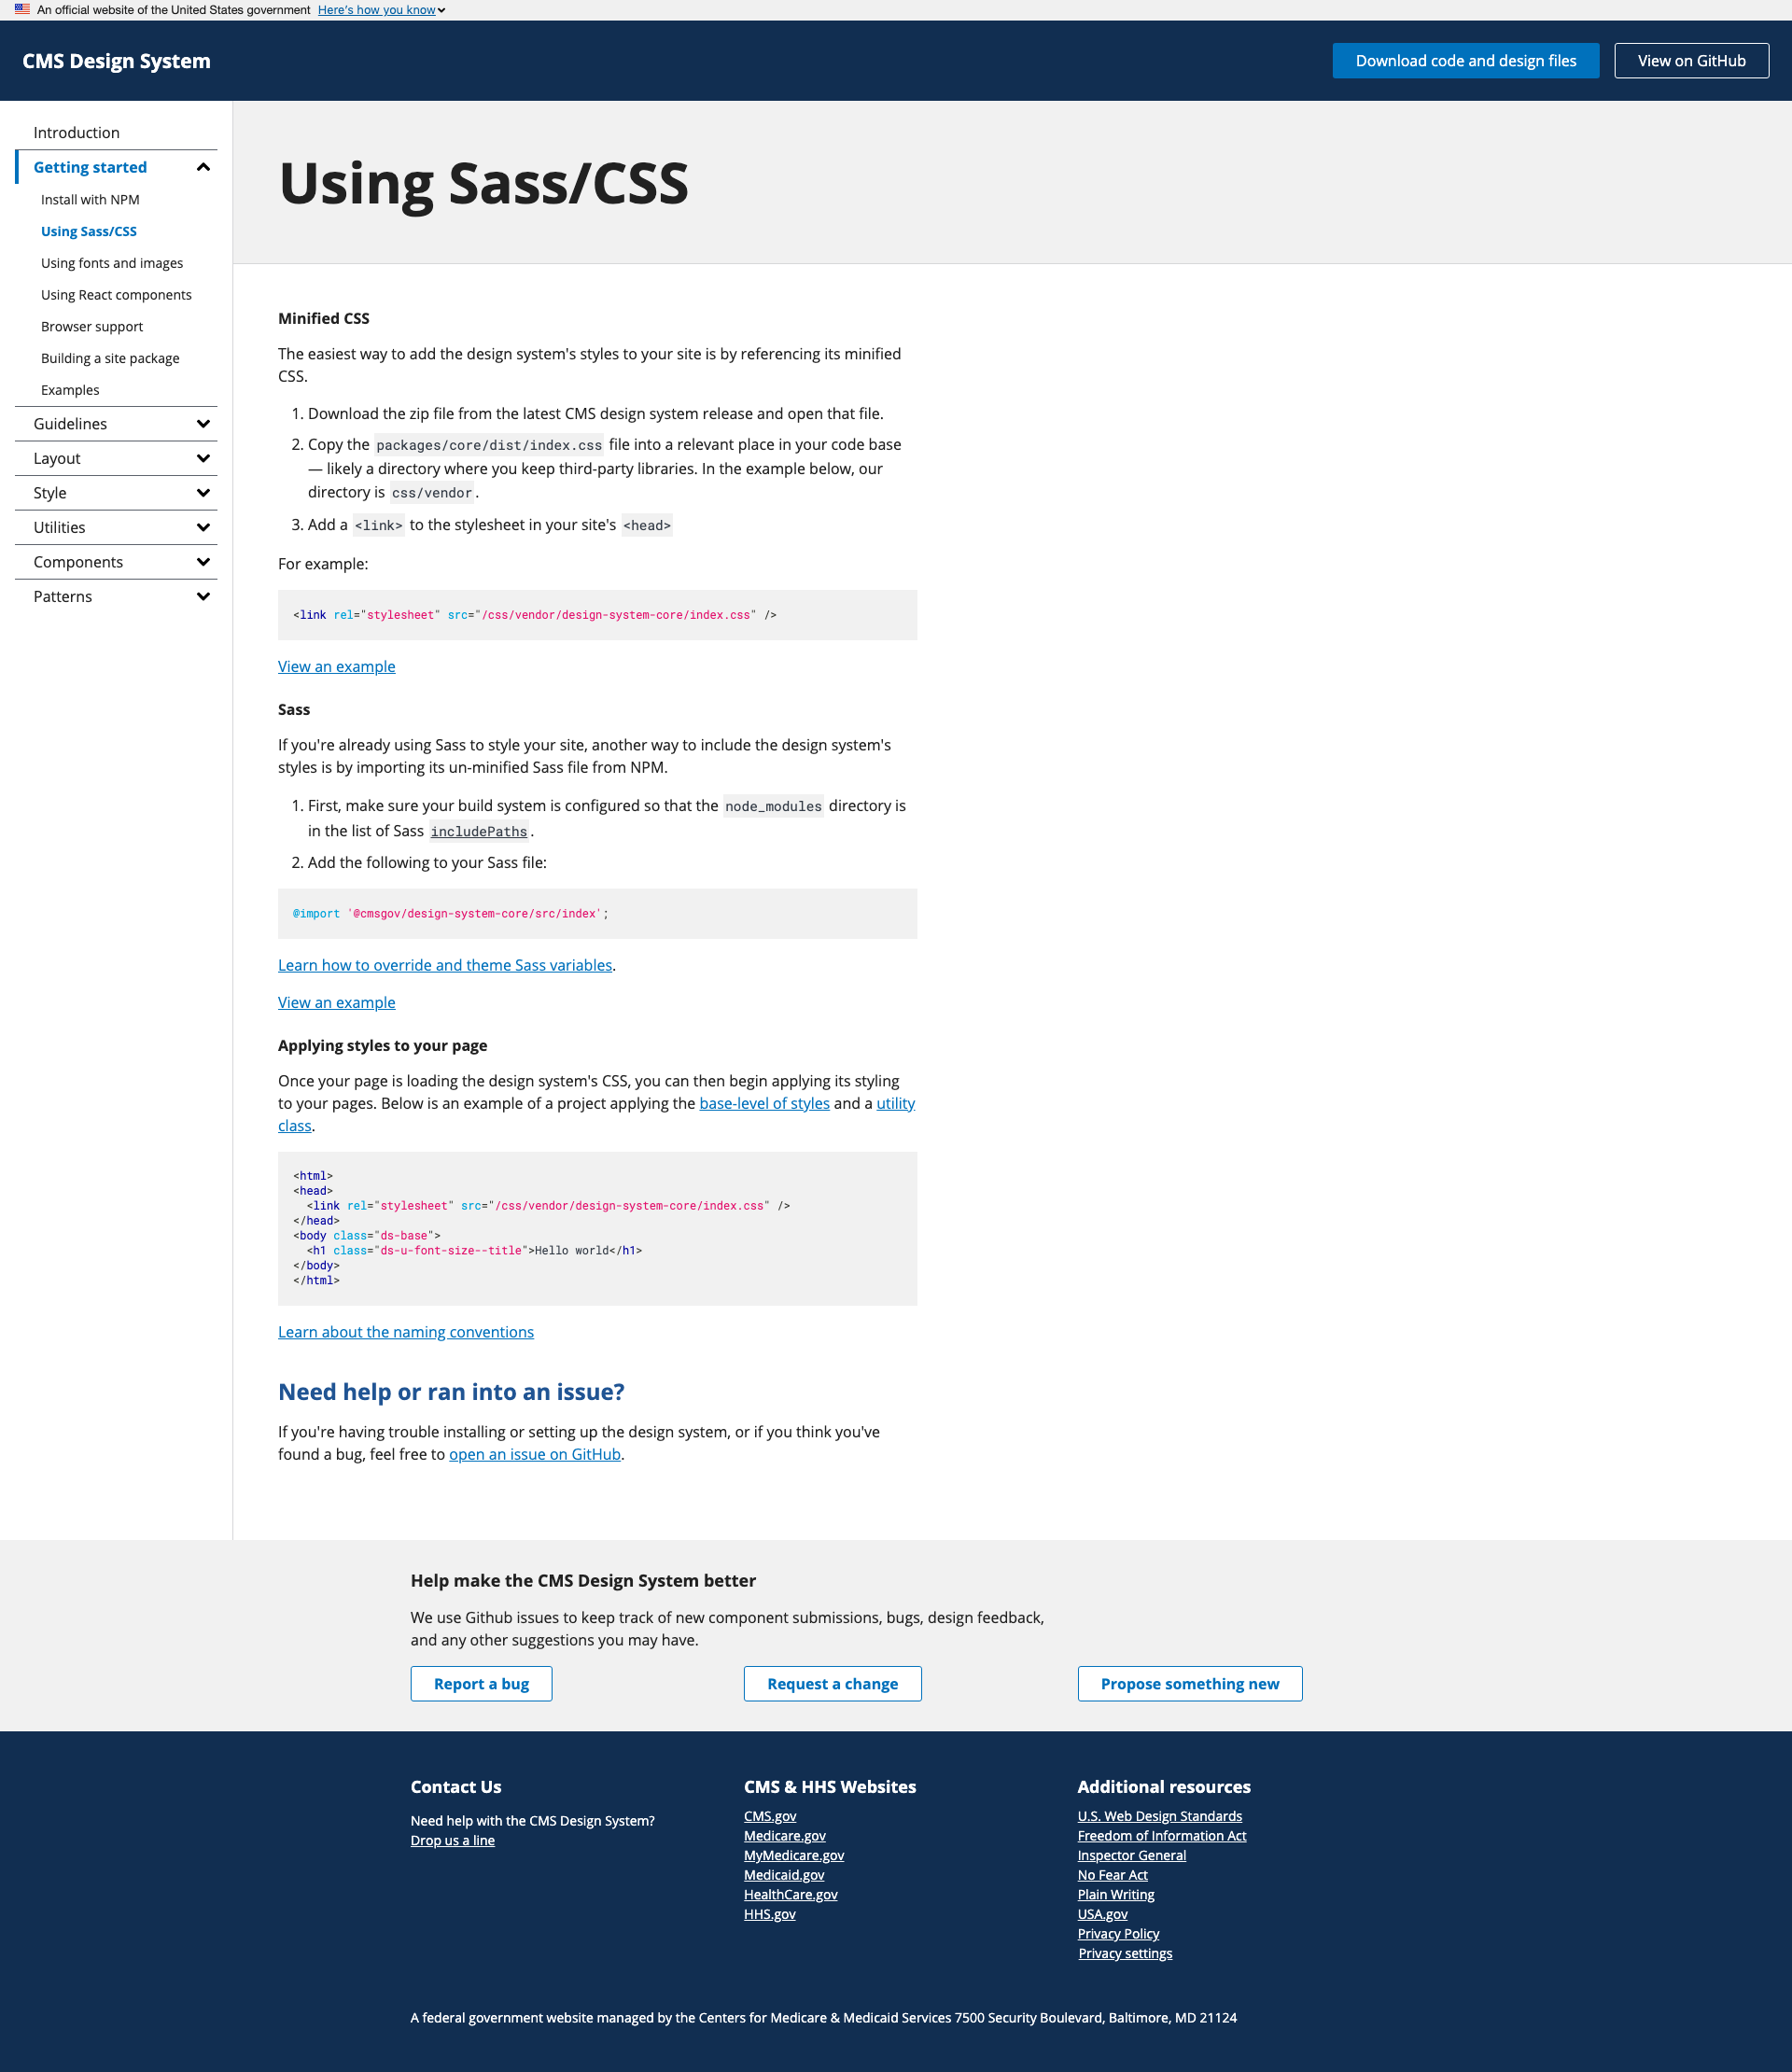 An official website of the United States government Here's how you know
CMS Design System
Download code and design files
View on GitHub
Introduction
Getting started
Install with NPM
Using Sass/CSS
Using fonts and images
Using React components
Browser support
Building a site package
Examples
Guidelines
Layout
Style
Utilities
Components
Patterns
Using Sass/CSS
Minified CSS
The easiest way to add the design system's styles to your site is by referencing its minified
CSS.
1. Download the zip file from the latest CMS design system release and open that file.
2. Copy the packages/core/dist/index.css file into a relevant place in your code base
— likely a directory where you keep third-party libraries. In the example below, our
directory is css/vendor.
3. Add a <link> to the stylesheet in your site's <head>
For example:
<link rel="stylesheet" src="/css/vendor/design-system-core/index.css" />
View an example
Sass
If you're already using Sass to style your site, another way to include the design system's
styles is by importing its un-minified Sass file from NPM.
1. First, make sure your build system is configured so that the node_modules directory is
in the list of Sass includePaths.
2. Add the following to your Sass file:
@import '@cmsgov/design-system-core/src/index';
Learn how to override and theme Sass variables.
View an example
Applying styles to your page
Once your page is loading the design system's CSS, you can then begin applying its styling
to your pages. Below is an example of a project applying the base-level of styles and a utility
class.
<html>
<head>
<link rel="stylesheet" src="/css/vendor/design-system-core/index.css" />
</head>
<body class="ds-base">
<h1 class="ds-u-font-size--title">Hello world</h1>
</body>
</html>
Learn about the naming conventions
Need help or ran into an issue?
If you're having trouble installing or setting up the design system, or if you think you've
found a bug, feel free to open an issue on GitHub.
Help make the CMS Design System better
We use Github issues to keep track of new component submissions, bugs, design feedback,
and any other suggestions you may have.
Report a bug
Request a change
Propose something new
Contact Us
Need help with the CMS Design System?
Drop us a line
CMS & HHS Websites
CMS.gov
Medicare.gov
MyMedicare.gov
Medicaid.gov
HealthCare.gov
HHS.gov
Additional resources
U.S. Web Design Standards
Freedom of Information Act
Inspector General
No Fear Act
Plain Writing
USA.gov
Privacy Policy
Privacy settings
A federal government website managed by the Centers for Medicare & Medicaid Services 7500 Security Boulevard, Baltimore, MD 21124